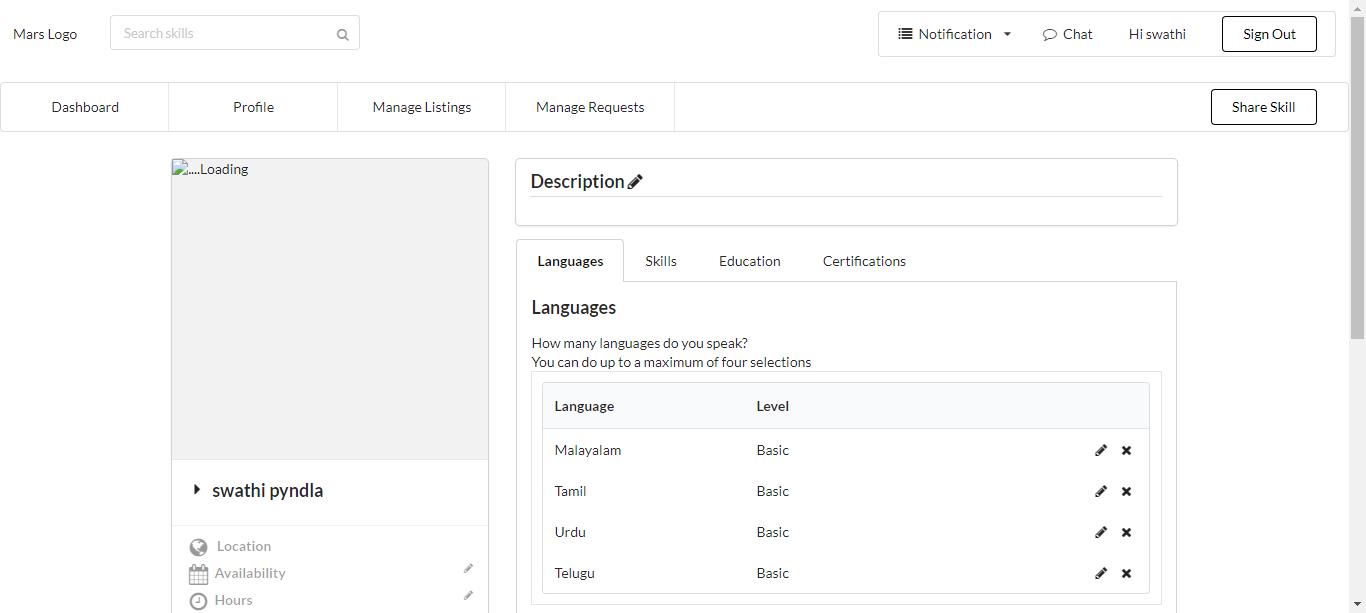 Mars Logo
Search skills
Notification
Chat
Hi swathi
Sign Out
Dashboard
Profile
Manage Listings
Manage Requests
Share Skill
....Loading
swathi pyndla
Location
Availability
Hours
Description
Languages
Skills
Education
Certifications
Languages
How many languages do you speak?
You can do up to a maximum of four selections
Language Level
Malayalam Basic
Tamil Basic
Urdu Basic
Telugu Basic